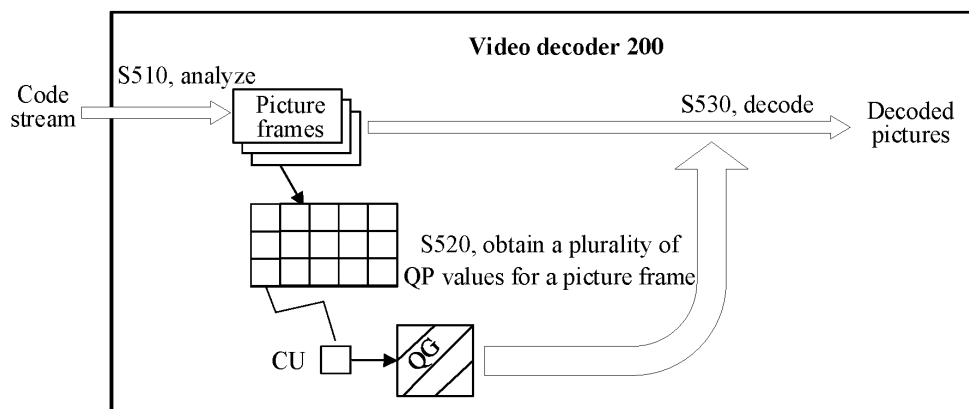 Video decoder 200
S510, analyze
Code
stream
Picture
frames
S530, decode
Decoded
pictures
S520, obtain a plurality of
QP values for a picture frame
CU
QG